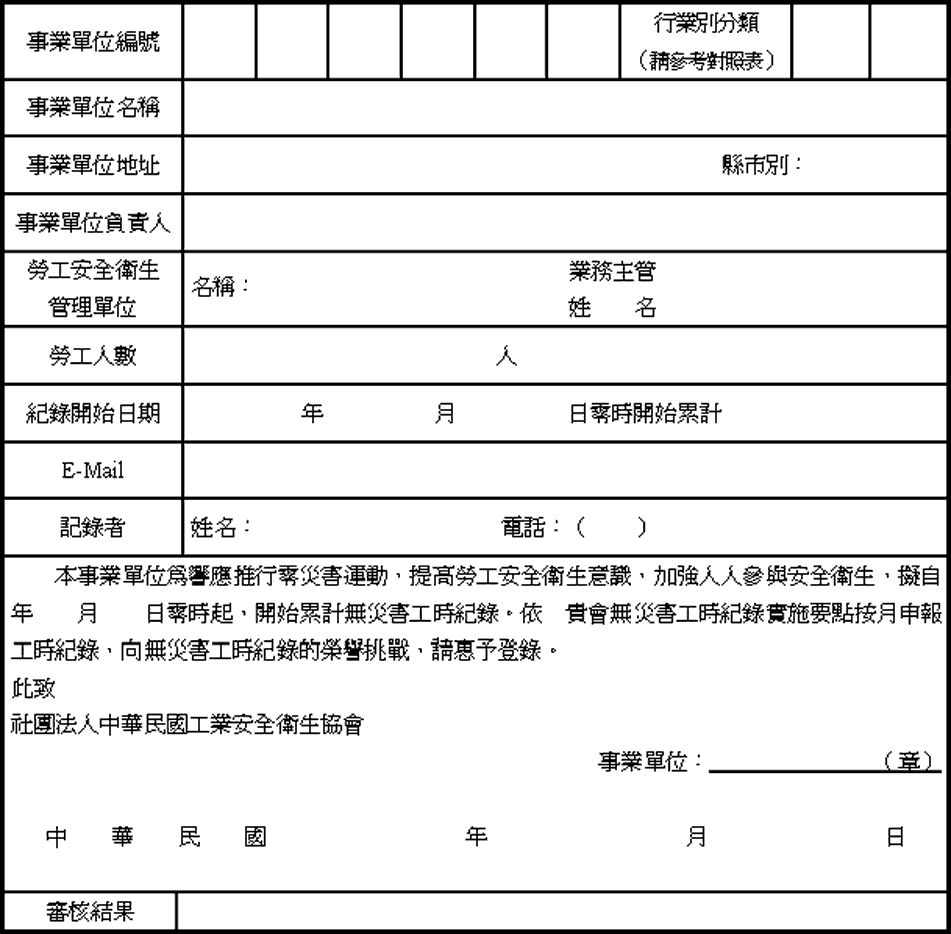 事業單位編號 行業別分類
（請參考對照表）
事業單位名稱
事業單位地址 縣市別：
事業單位負責人
勞工安全衛生
管理單位
名稱：
業務主管
姓　　名
勞工人數 人
紀錄開始日期 年 月 日零時開始累計
E-Mail
記錄者 姓名： 電話：（　　）
本事業單位為響應推行零災害運動，提高勞工安全衛生意識，加強人人參與安全衛生，擬自
年　　月　　日零時起，開始累計無災害工時紀錄。依　貴會無災害工時紀錄實施要點按月申報
工時紀錄，向無災害工時紀錄的榮譽挑戰，請惠予登錄。
此致
社團法人中華民國工業安全衛生協會
事業單位：＿＿＿＿＿＿＿（章）
中　華　民　國　　　　年　　　　月　　　　日
審核結果